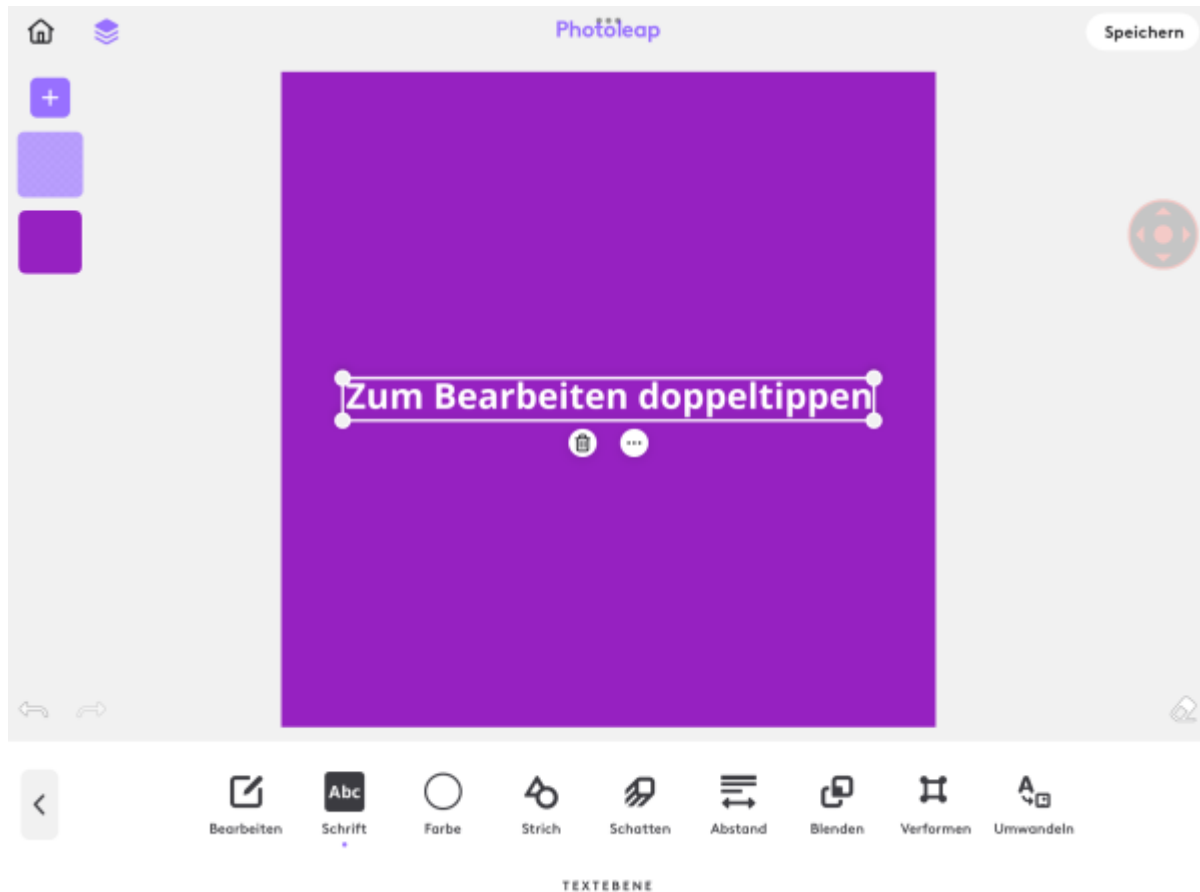 Photoleap
Speichern
Zum Bearbeiten doppeltippen
Bearbeiten
Abc
Schrift
Farbe
Strich
Schatten
Abstand
Blenden
Verformen
A
Umwandeln
TEXTEBENE